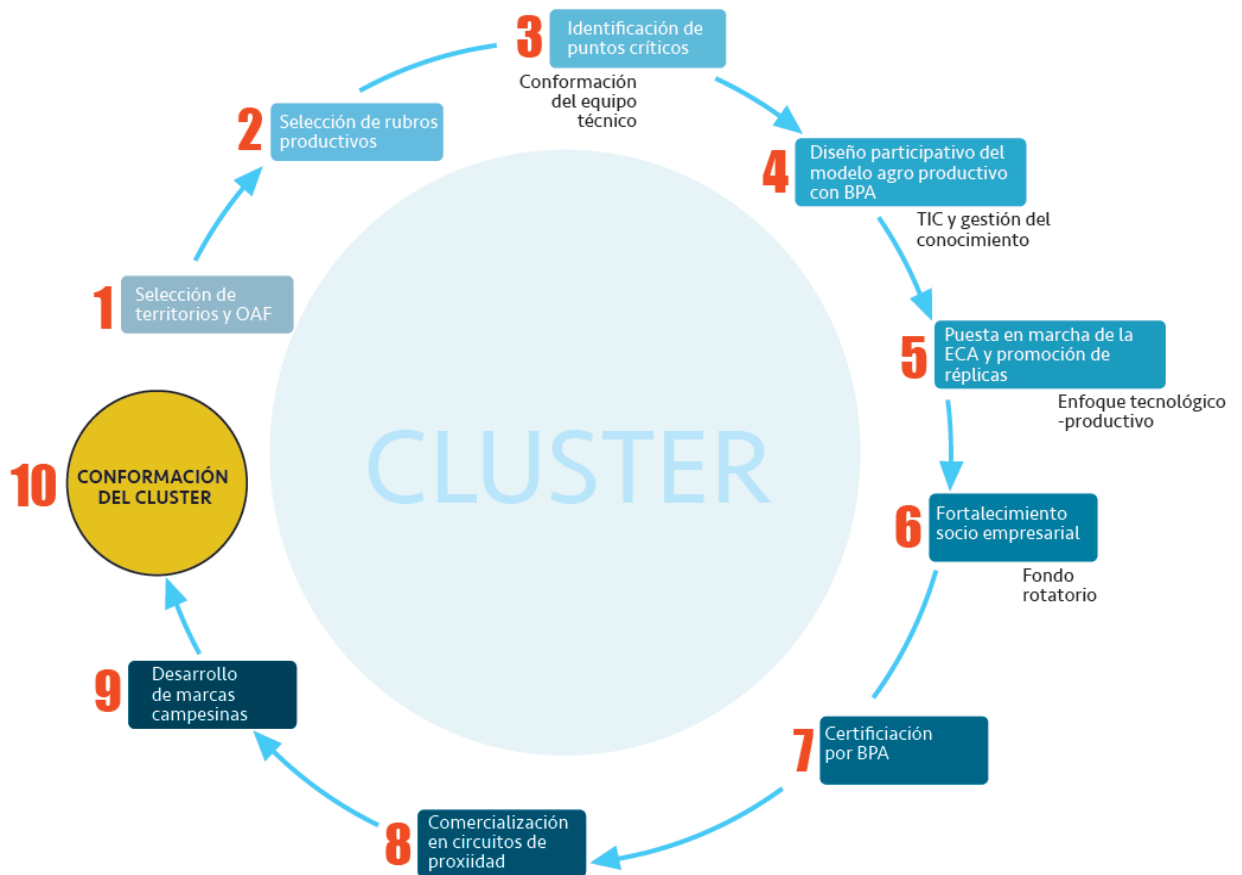 1
Selección de
territorios y OAF
2
Selección de rubros
productivos
3
Identificación de
puntos críticos
Conformación
del equipo
técnico
4
Diseño participativo del
modelo agro productivo
con BPA
TIC y gestión del
conocimiento
5
Puesta en marcha de la
ECA y promoción de
réplicas
Enfoque tecnológico
-productivo
6
Fortalecimiento
socio empresarial
Fondo
rotatorio
7
Certificiación
por BPA
8
Comercialización
en circuitos de
proxiidad
9
Desarrollo
de marcas
campesinas
10
CONFORMACIÓN
DEL CLUSTER
CLUSTER